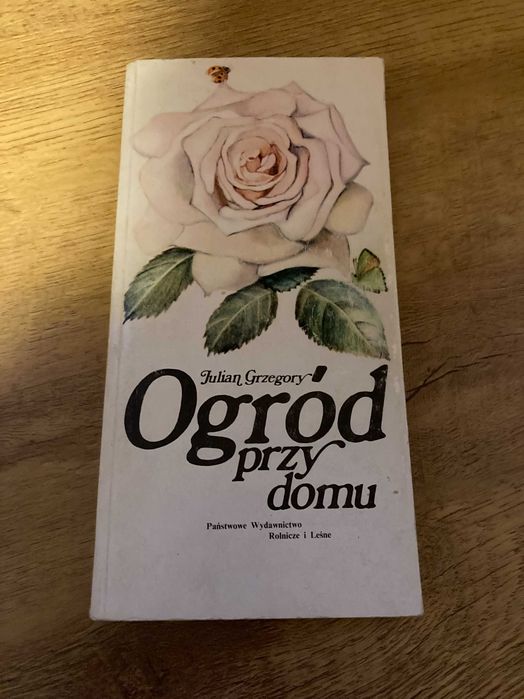 Julian Grzegory
Ogród
przy
domu
Państwowe Wydawnictwo
Rolnicze i Leśne